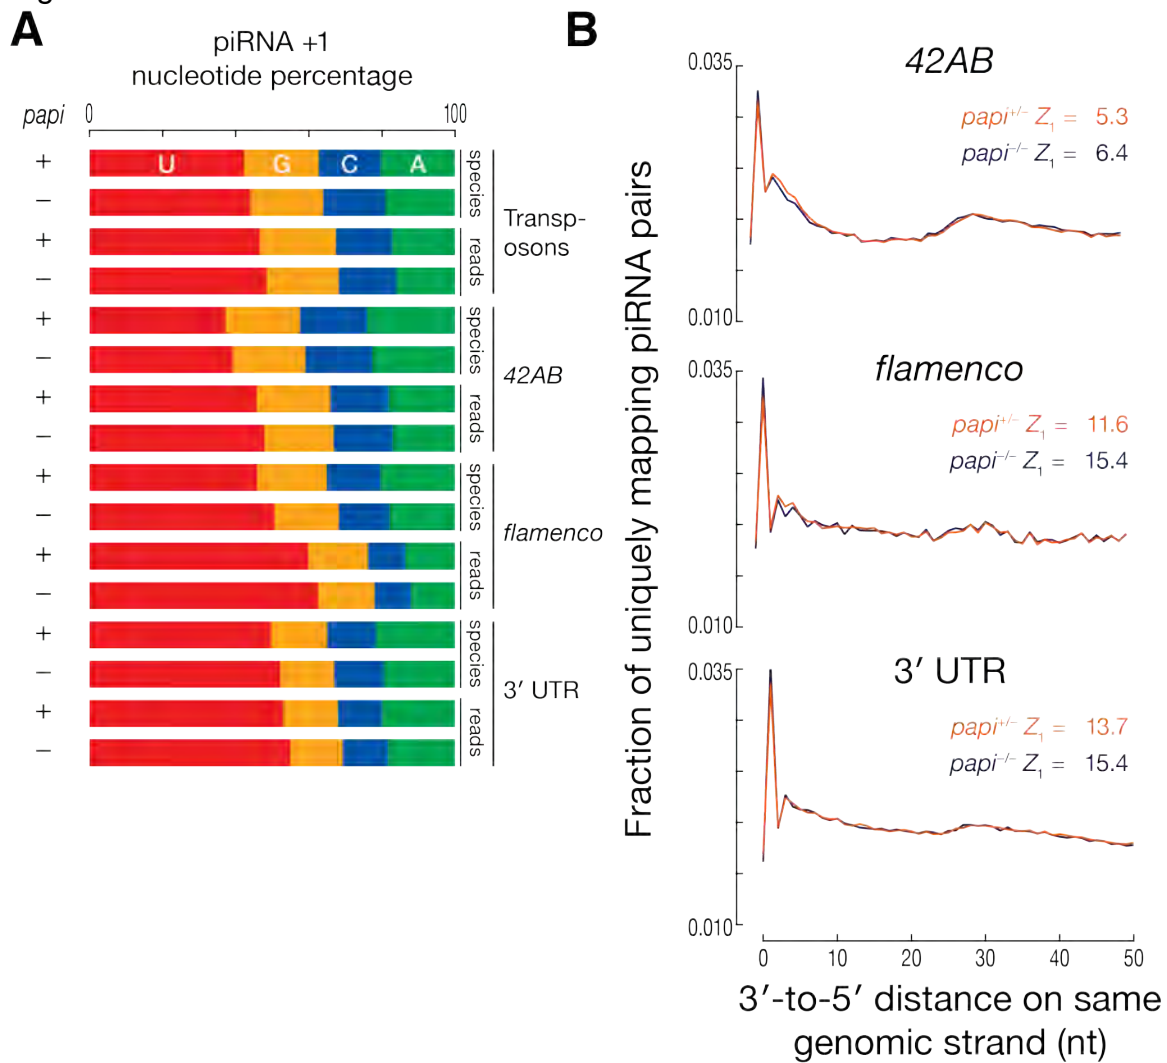 A
piRNA +1
nucleotide percentage
papi 0 100
+ U G C A
−
species
+
−
reads
Transp-
osons
+
−
species
+
−
reads
42AB
+
−
species
+
−
reads
flamenco
+
−
species
+
−
reads
3′ UTR
B
Fraction of uniquely mapping piRNA pairs
0.035
42AB
papi+/− Z1 = 5.3
papi−/− Z1 = 6.4
0.010
0.035
flamenco
papi+/− Z1 = 11.6
papi−/− Z1 = 15.4
0.010
0.035
3′ UTR
papi+/− Z1 = 13.7
papi−/− Z1 = 15.4
0.010
0 10 20 30 40 50
3′-to-5′ distance on same
genomic strand (nt)